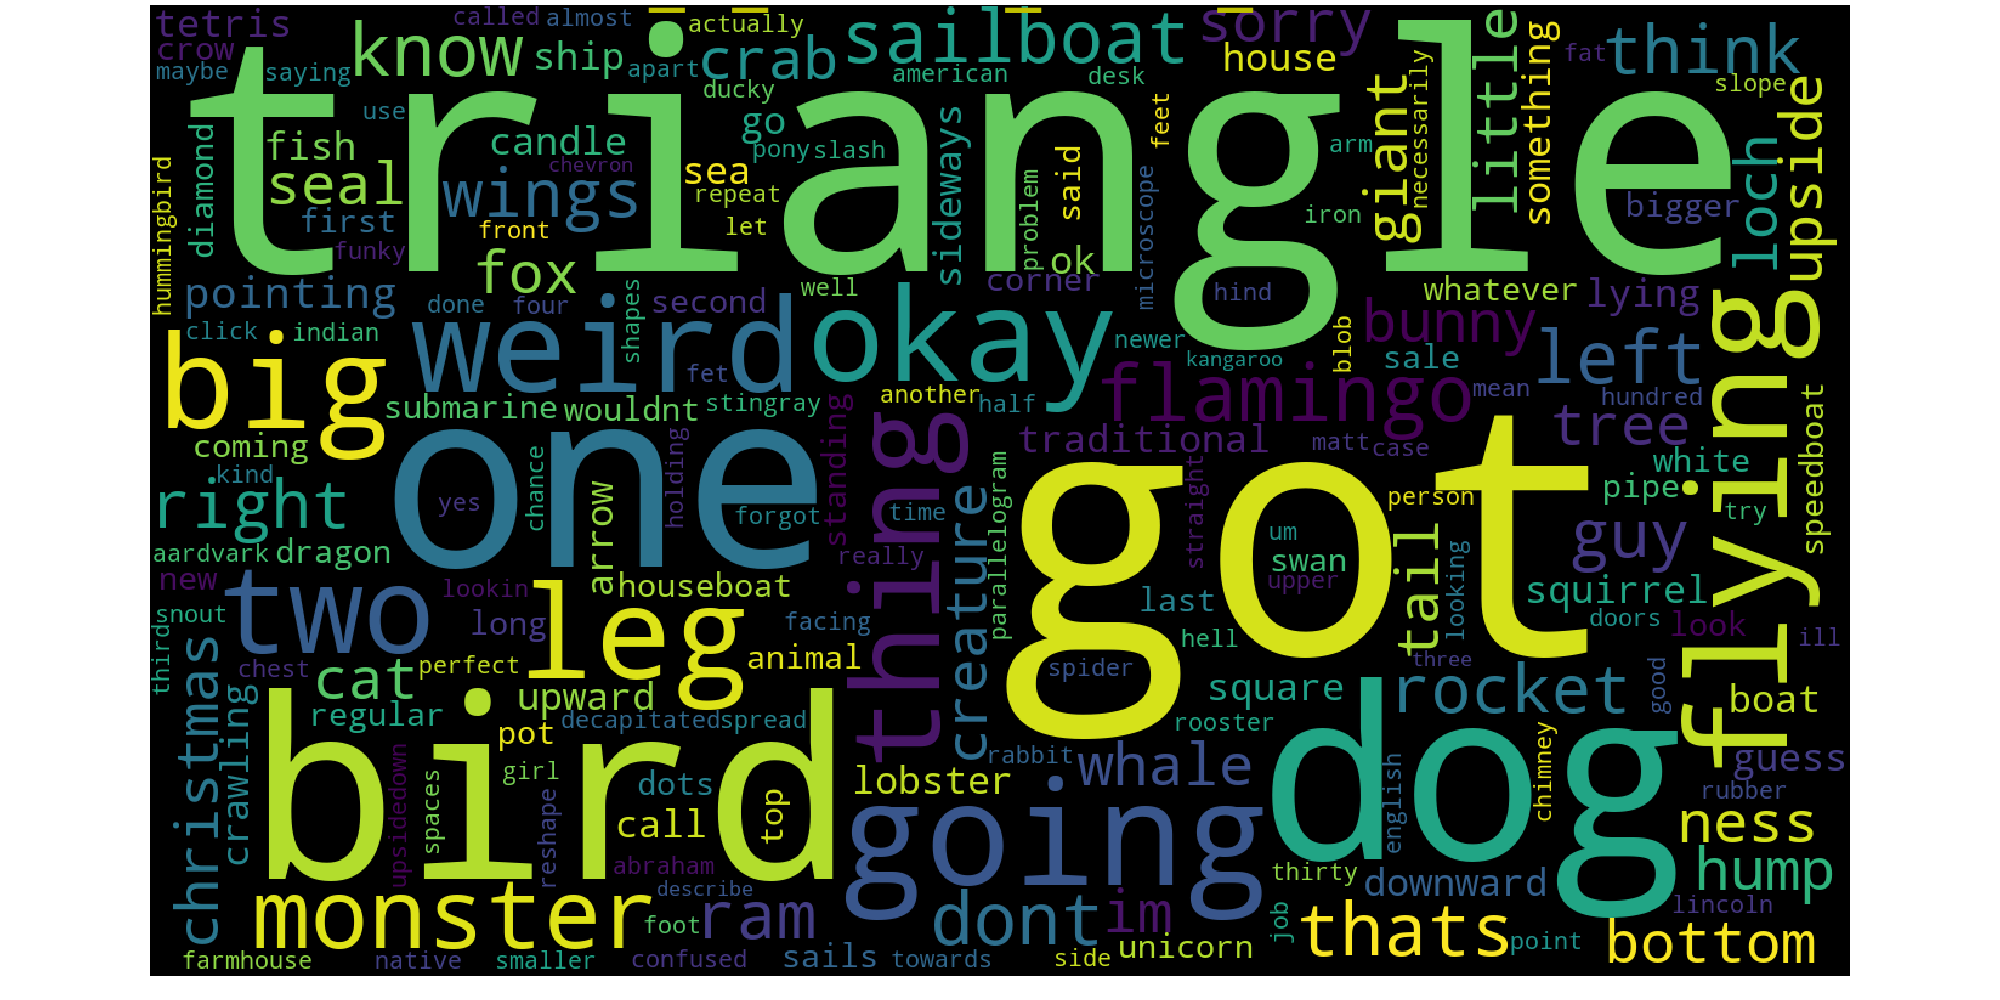 tetris
called
almost
actually
sailboat
sorry
little
something
think
crow
know
ship
apart
crab
american
desk
house
giant
necessarily
fat
slope
maybe
saying
ducky
upside
use
triangle
go
sideways
feet
loch
hummingbird
diamond
fish
candle
chevron
pony
slash
problem
said
arm
seal
wings
sea
repeat
microscope
iron
bigger
first
front
let
funky
fox
ok
pointing
done
four
shapes
second
well
corner
hind
whatever
lying
click
indian
weird
okay
newer
blob
bunny
left
big
fet
kangaroo
sale
submarine
wouldnt
stingray
another
half
flamingo
mean
hundred
flying
speedboat
coming
standing
thing
traditional
matt
case
tree
white
kind
one
chance
holding
parallelogram
got
straight
person
pipe
right
yes
arrow
forgot
time
creature
um
try
aardvark
dragon
really
swan
tail
looking
guy
new
two
lookin
houseboat
upper
squirrel
snout
leg
long
facing
last
doors
look
third
christmas
chest
perfect
animal
hell
ill
cat
spider
three
crawling
upward
square
rocket
good
boat
regular
decapitated
spread
rooster
bird
pot
rabbit
whale
dog
english
chimney
guess
upsidedown
spaces
girl
dots
lobster
rubber
reshape
call
top
going
ness
abraham
thirty
downward
hump
monster
describe
foot
ram
dont
im
job
thats
lincoln
unicorn
point
bottom
farmhouse
native
smaller
confused
sails
towards
side